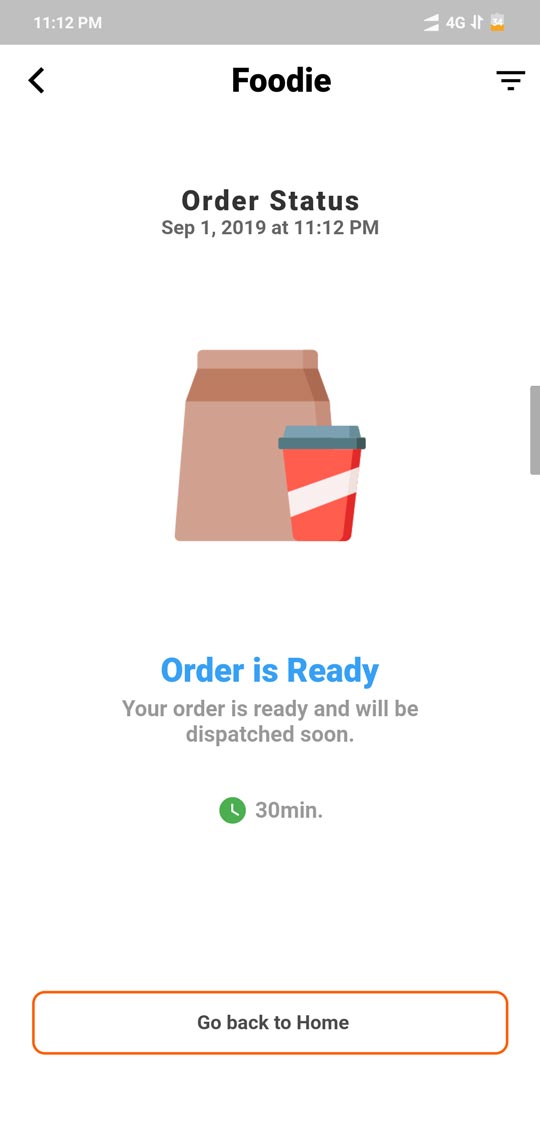 11:12 PM
4G
34
Foodie
Order Status
Sep 1, 2019 at 11:12 PM
Order is Ready
Your order is ready and will be
dispatched soon.
30min.
Go back to Home